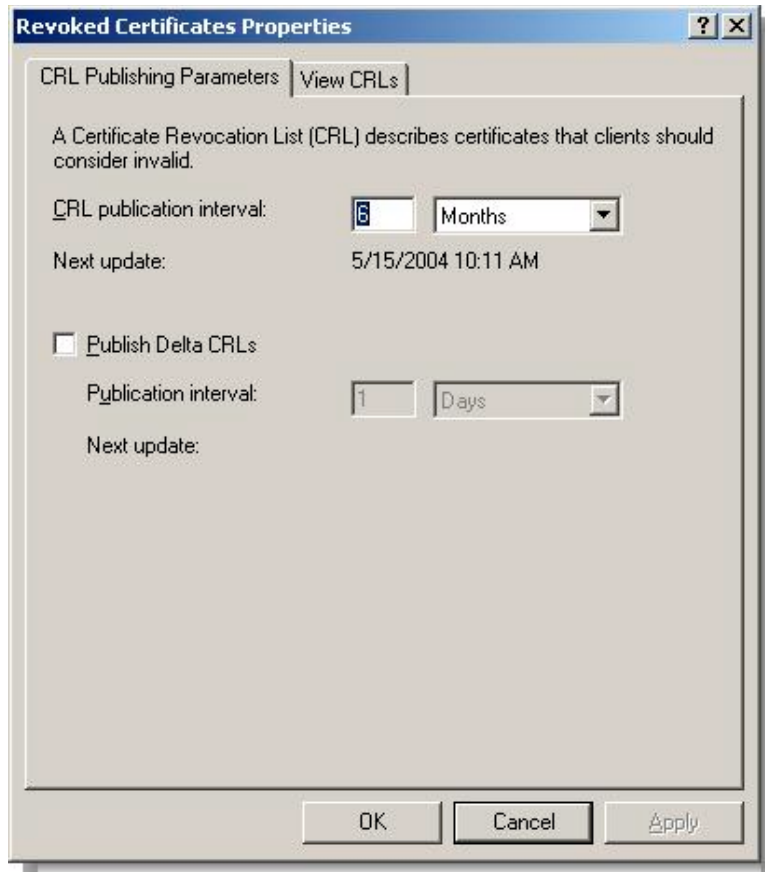 Revoked Certificates Properties
CRL Publishing Parameters View CRLs
A Certificate Revocation List (CRL) describes certificates that clients should
consider invalid.
CRL publication interval: 6 Months
Next update: 5/15/2004 10:11 AM
Publish Delta CRLs
Publication interval: 1 Days
Next update:
OK Cancel Apply